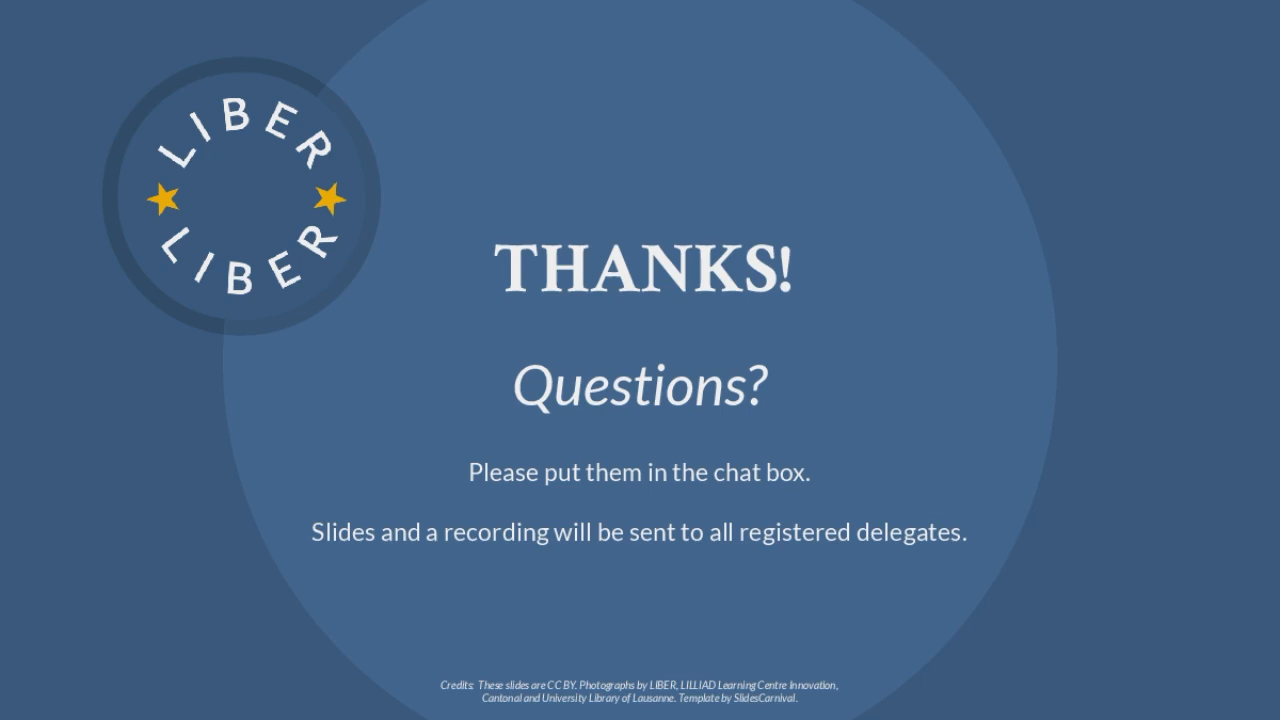 LIBER
LIBER
THANKS!
Questions?
Please put them in the chat box.
Slides and a recording will be sent to all registered delegates.
Credits: These slides are CC BY. Photographs by LIBER, LILLIAD Learning Centre Innovation,
Cantonal and University Library of Lausanne. Template by SlidesCarnival.